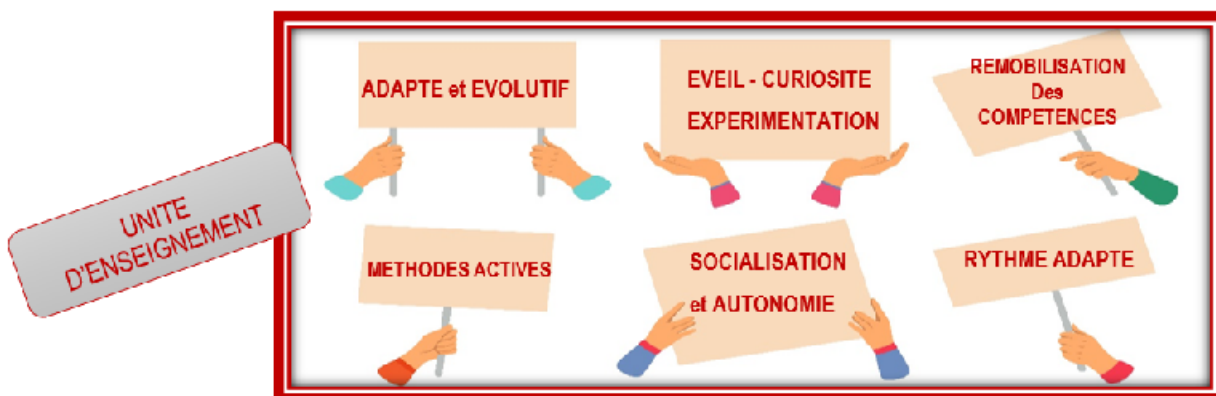 UNITE
D'ENSEIGNEMENT
ADAPTE et EVOLUTIF
EVEIL - CURIOSITE
EXPERIMENTATION
REMOBILISATION
Des
COMPETENCES
METHODES ACTIVES
SOCIALISATION
et AUTONOMIE
RYTHME ADAPTE